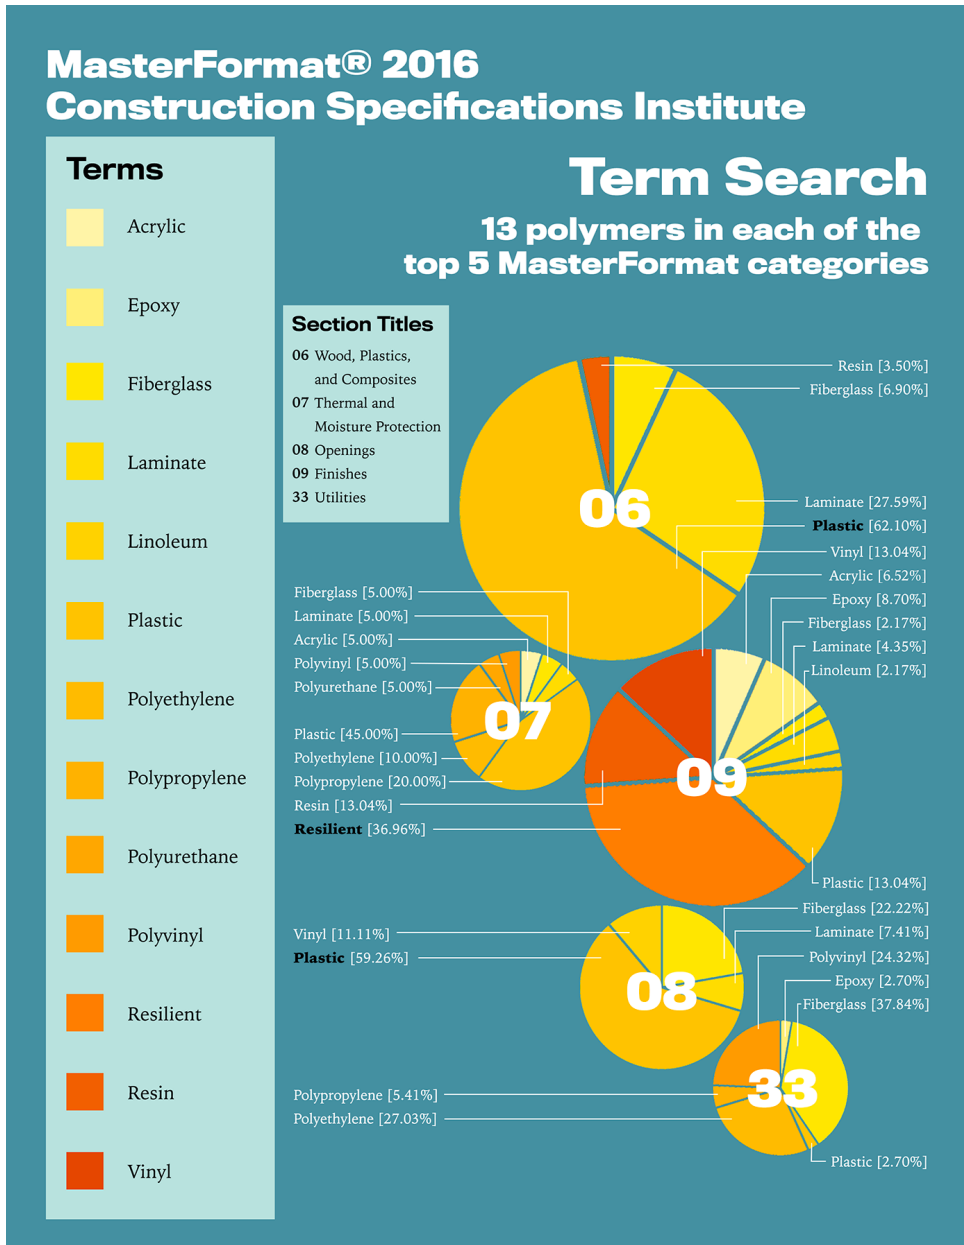 MasterFormat® 2016
Construction Specifications Institute
Terms
Acrylic
Epoxy
Fiberglass
Laminate
Linoleum
Plastic
Polyethylene
Polypropylene
Polyurethane
Polyvinyl
Resilient
Resin
Vinyl
Term Search
13 polymers in each of the
top 5 MasterFormat categories
Section Titles
06 Wood, Plastics,
and Composites
07 Thermal and
Moisture Protection
08 Openings
09 Finishes
33 Utilities
06
Resin [3.50%]
Fiberglass [6.90%]
Laminate [27.59%]
Plastic [62.10%]
Vinyl [13.04%]
Acrylic [6.52%]
Epoxy [8.70%]
Fiberglass [2.17%]
Laminate [4.35%]
Linoleum [2.17%]
Fiberglass [5.00%]
Laminate [5.00%]
Acrylic [5.00%]
Polyvinyl [5.00%]
Polyurethane [5.00%]
07
Plastic [45.00%]
Polyethylene [10.00%]
Polypropylene [20.00%]
Resin [13.04%]
Resilient [36.96%]
09
Plastic [13.04%]
Fiberglass [22.22%]
Laminate [7.41%]
Vinyl [11.11%]
Plastic [59.26%]
08
Polyvinyl [24.32%]
Epoxy [2.70%]
Fiberglass [37.84%]
33
Polypropylene [5.41%]
Polyethylene [27.03%]
Plastic [2.70%]